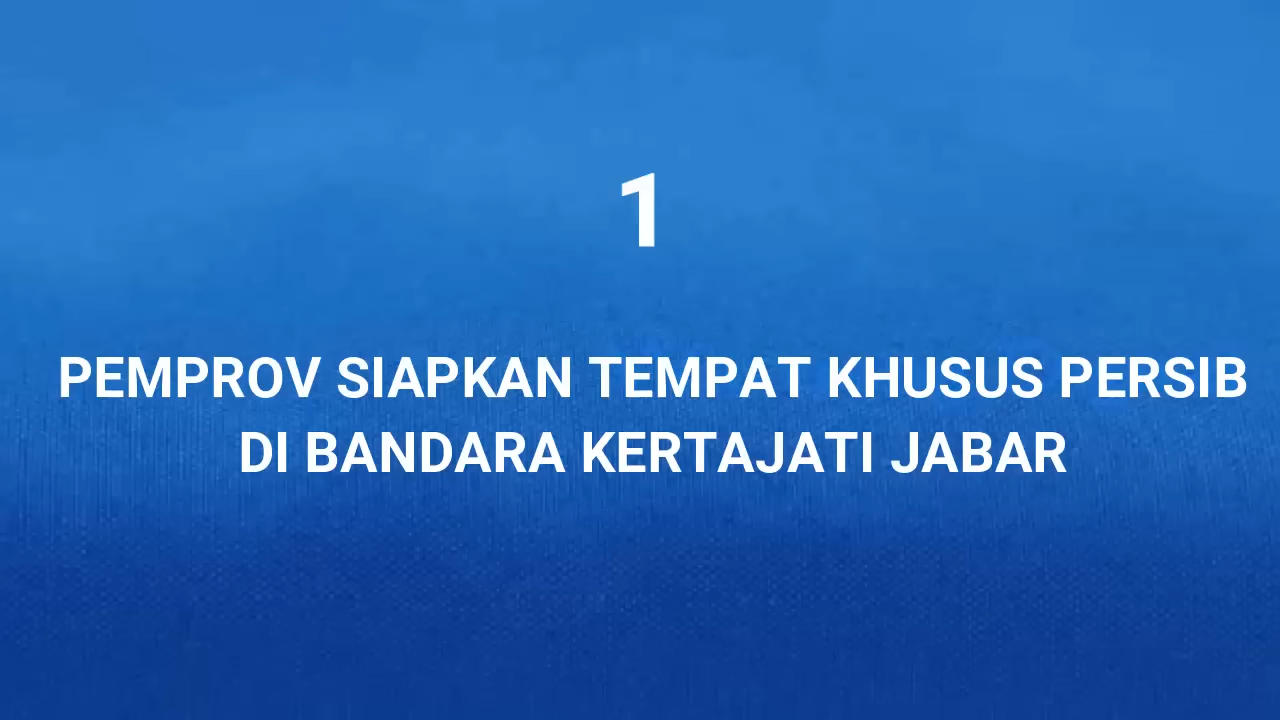 1
PEMPROV SIAPKAN TEMPAT KHUSUS PERSIB
DI BANDARA KERTAJATI JABAR